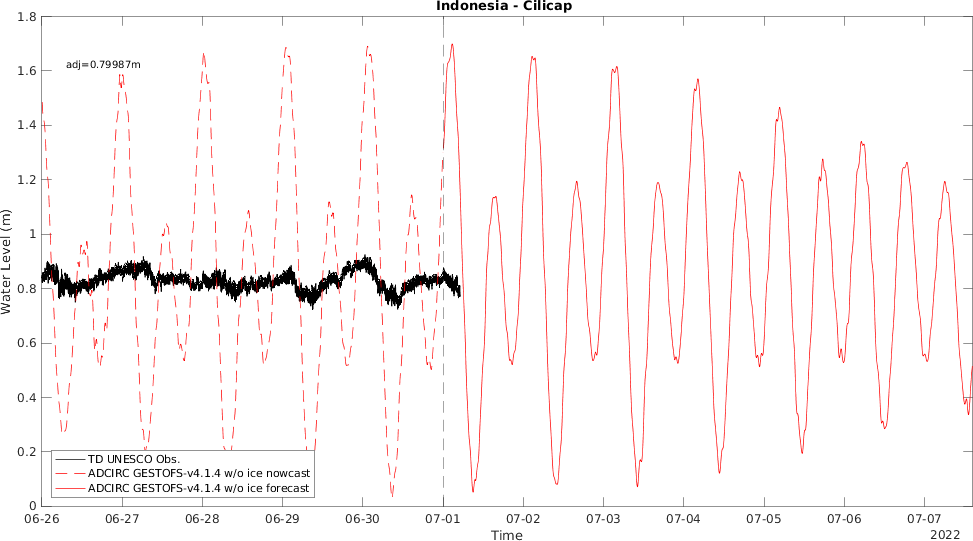 Indonesia - Cilicap
1.8
1.6
1.4
1.2
1
0.8
0.6
0.4
0.2
0
Water Level (m)
adj=0.79987m
TD UNESCO Obs.
ADCIRC GESTOFS-v4.1.4 w/o ice nowcast
ADCIRC GESTOFS-v4.1.4 w/o ice forecast
06-26 06-27 06-28 06-29 06-30 07-01 07-02 07-03 07-04 07-05 07-06 07-07
Time
2022